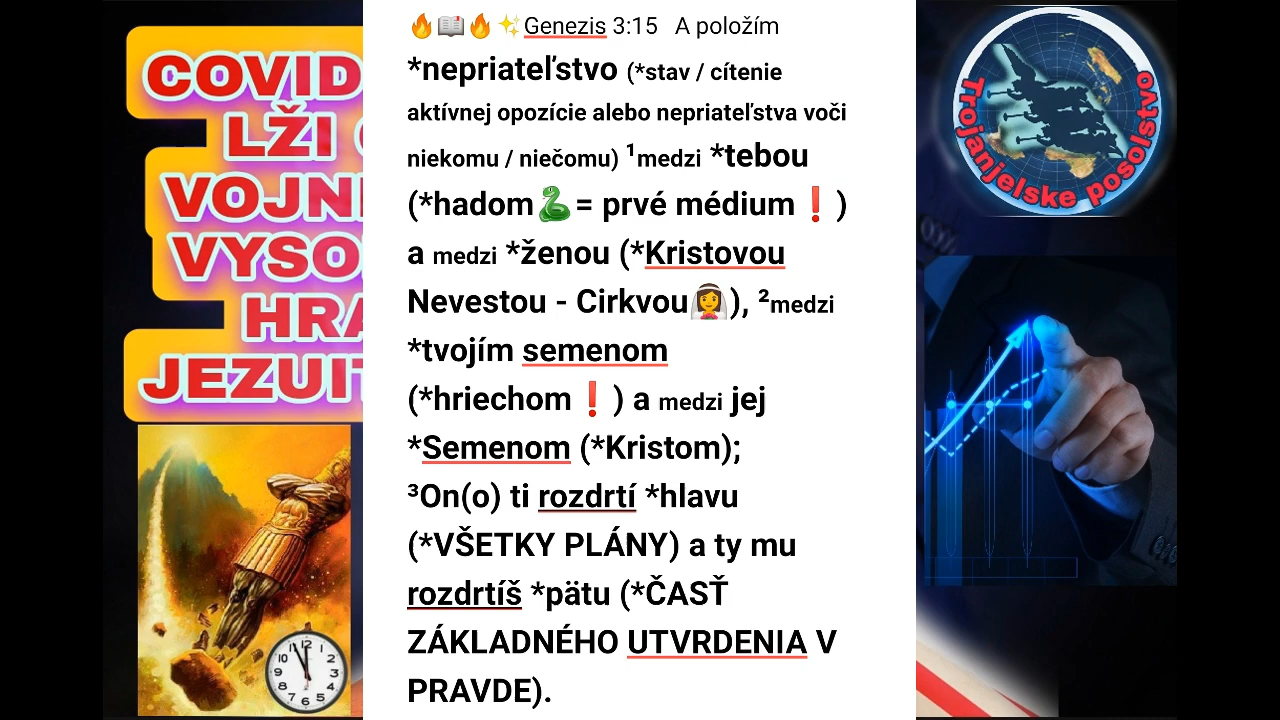 COVID
LŽI
VOJN
VYSO
HRA
JEZUI
🔥📖🔥✨Genezis 3:15 A položím
*nepriateľstvo (*stav / cítenie
aktívnej opozície alebo nepriateľstva voči
niekomu / niečomu) ¹medzi *tebou
(*hadom🐍= prvé médium❗)
a medzi *ženou (*Kristovou
Nevestou - Cirkvou👰), ²medzi
*tvojím semenom
(*hriechom❗) a medzi jej
*Semenom (*Kristom);
³On(o) ti rozdrtí *hlavu
(*VŠETKY PLÁNY) a ty mu
rozdrtíš *pätu (*ČASŤ
ZÁKLADNÉHO UTVRDENIA V
PRAVDE).
Trojanjelske posolstvo